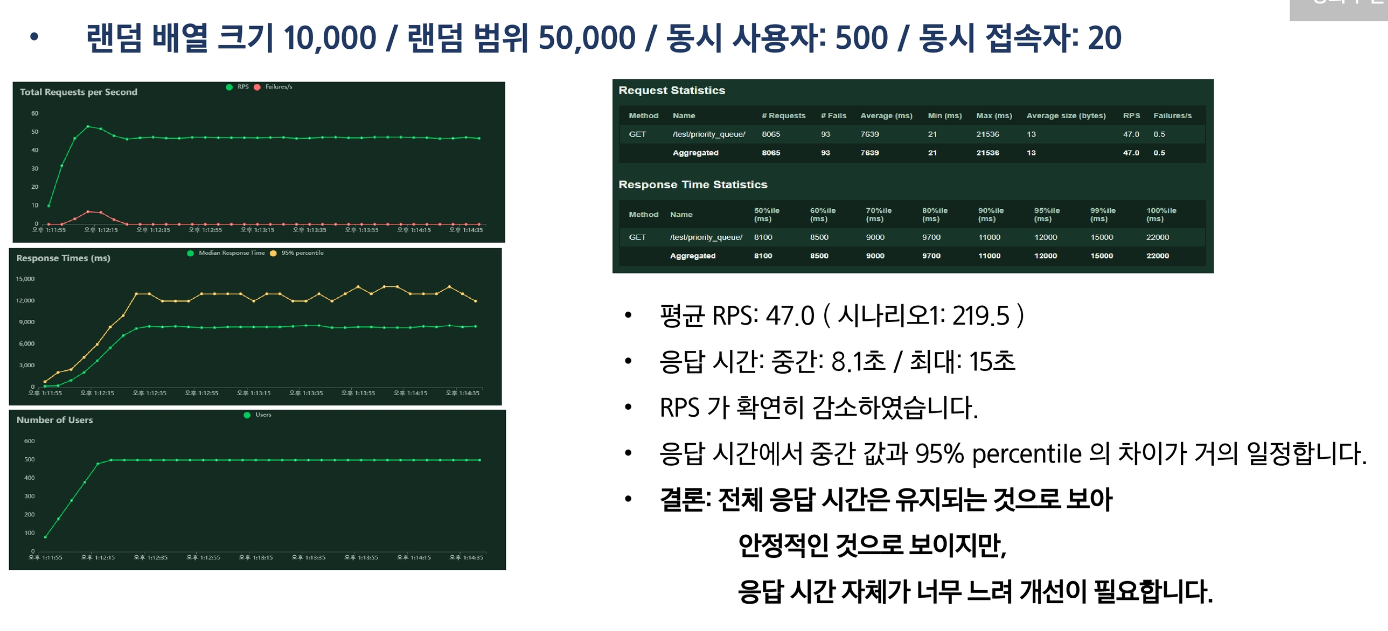 • 랜덤 배열 크기 10,000 / 랜덤 범위 50,000 / 동시 사용자: 500 / 동시 접속자: 20
Total Requests per Second
RPS Failures/s
60
50
40
30
20
10
0
오후 1:11:55 오후 1:12:15 오후 1:12:35 오후 1:12:55 오후 1:13:15 오후 1:13:35 오후 1:13:55 오후 1:14:15 오후 1:14:35
Response Times (ms)
Median Response Time 95% percentile
15,000
12,000
9,000
6,000
3,000
0
오후 1:11:55 오후 1:12:15 오후 1:12:35 오후 1:12:55 오후 1:13:15 오후 1:13:35 오후 1:13:55 오후 1:14:15 오후 1:14:35
Number of Users
Users
600
500
400
300
200
100
0
오후 1:11:55 오후 1:12:15 오후 1:12:35 오후 1:12:55 오후 1:13:15 오후 1:13:35 오후 1:13:55 오후 1:14:15 오후 1:14:35
Request Statistics
Method Name # Requests # Fails Average (ms) Min (ms) Max (ms) Average size (bytes) RPS Failures/s
GET /test/priority_queue/ 8065 93 7639 21 21536 13 47.0 0.5
Aggregated 8065 93 7639 21 21536 13 47.0 0.5
Response Time Statistics
Method Name 50%ile (ms) 60%ile (ms) 70%ile (ms) 80%ile (ms) 90%ile (ms) 95%ile (ms) 99%ile (ms) 100%ile (ms)
GET /test/priority_queue/ 8100 8500 9000 9700 11000 12000 15000 22000
Aggregated 8100 8500 9000 9700 11000 12000 15000 22000
• 평균 RPS: 47.0 ( 시나리오1: 219.5 )
• 응답 시간: 중간: 8.1초 / 최대: 15초
• RPS 가 확연히 감소하였습니다.
• 응답 시간에서 중간 값과 95% percentile 의 차이가 거의 일정합니다.
• 결론: 전체 응답 시간은 유지되는 것으로 보아
안정적인 것으로 보이지만,
응답 시간 자체가 너무 느려 개선이 필요합니다.